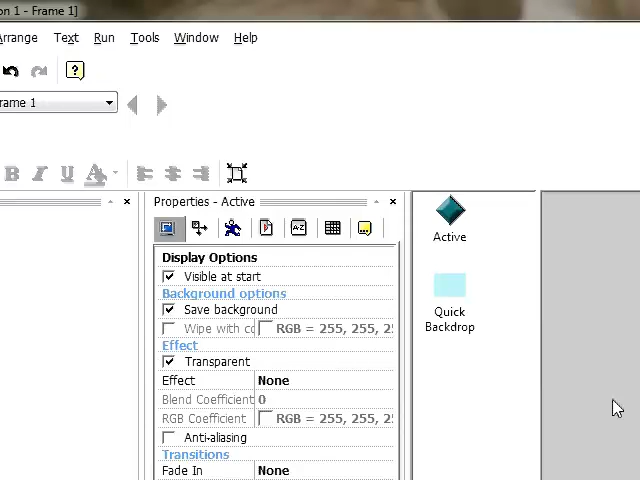 on 1 - Frame 1]
Arrange Text Run Tools Window Help
?
rame 1
B I U A
Properties - Active
A-Z
Active
Display Options
Visible at start
Background options
Save background
Wipe with co RGB = 255, 255, 25
Quick
Backdrop
Effect
Transparent
Effect None
Blend Coefficient 0
RGB Coefficient RGB = 255, 255, 25
Anti-aliasing
Transitions
Fade In None